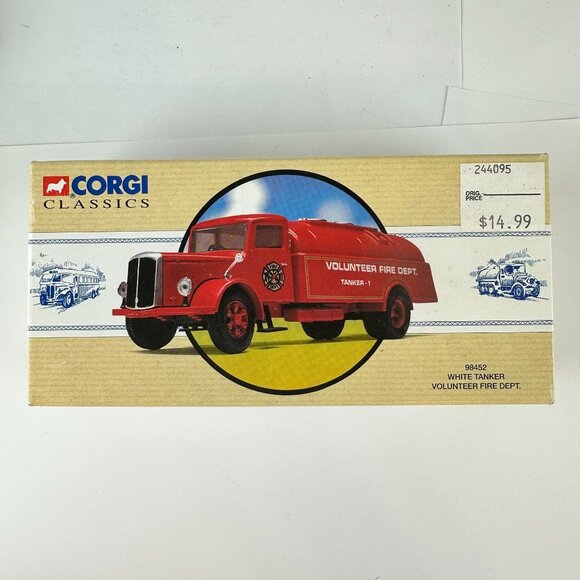 CORGI
CLASSICS
244095
ORIG.
PRICE
$14.99
VOLUNTEER FIRE DEPT.
TANKER - 1
98452
WHITE TANKER
VOLUNTEER FIRE DEPT.